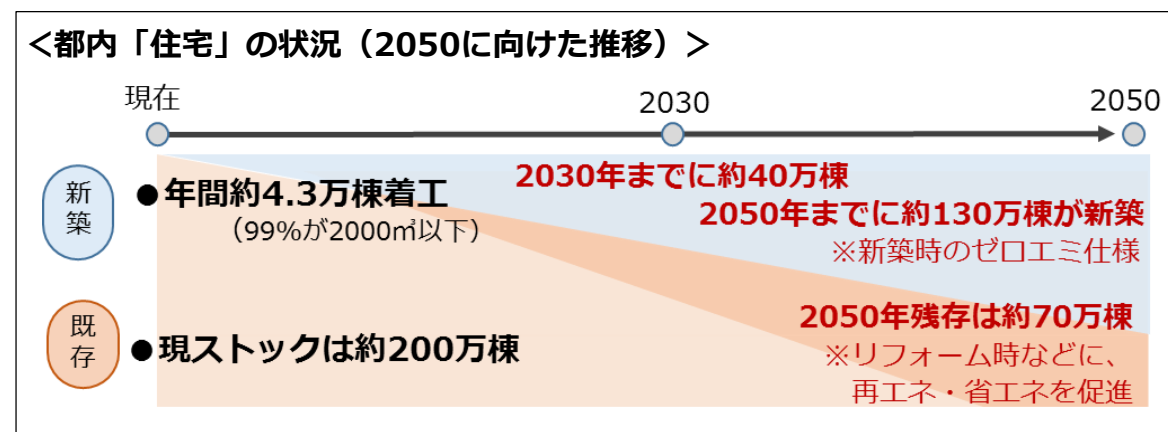 ＜都内「住宅」の状況（2050に向けた推移）＞
現在
2030
2050
新築
●年間約4.3万棟着工
（99%が2000㎡以下）
2030年までに約40万棟
2050年までに約130万棟が新築
※新築時のゼロエミ仕様
既存
●現ストックは約200万棟
2050年残存は約70万棟
※リフォーム時などに、
再エネ・省エネを促進